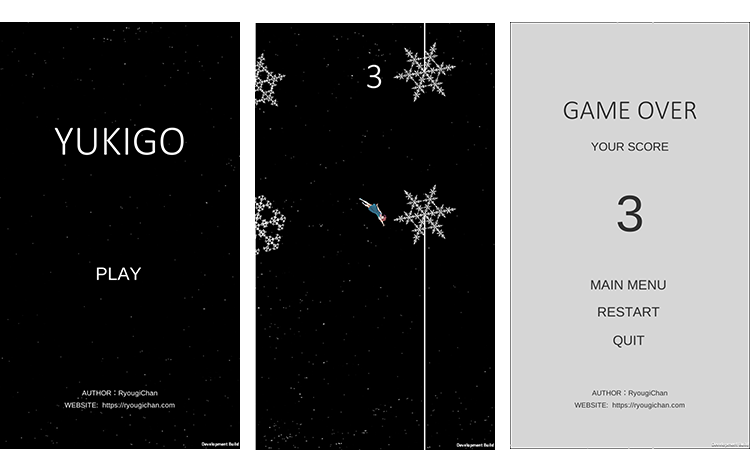 YUKIGO
PLAY
AUTHOR：RyougiChan
WEBSITE: https://ryougichan.com
Development Build
3
Development Build
GAME OVER
YOUR SCORE
3
MAIN MENU
RESTART
QUIT
AUTHOR：RyougiChan
WEBSITE: https://ryougichan.com
Development Build